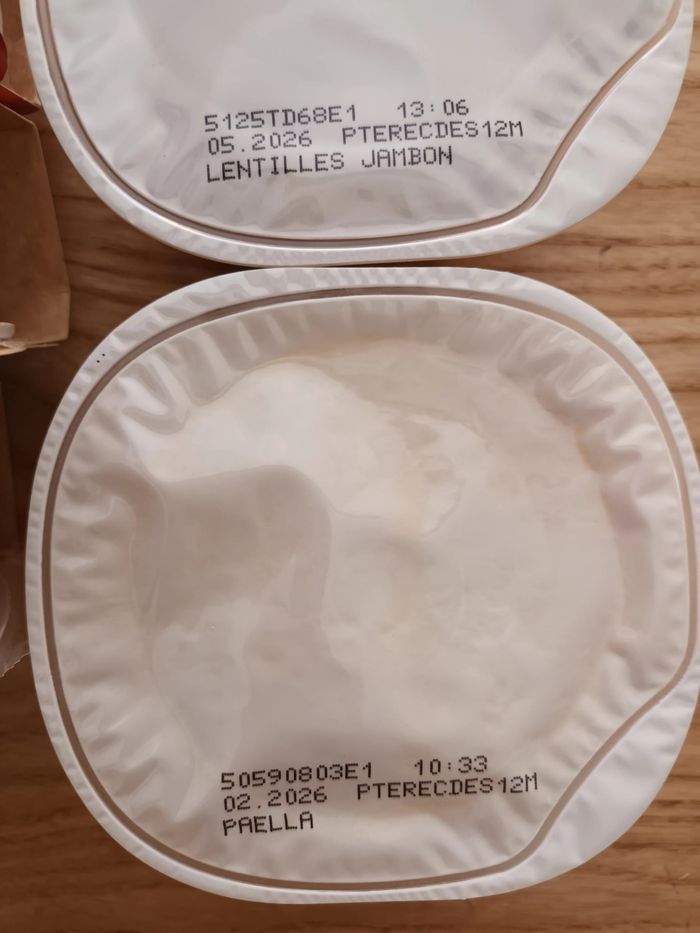 5125TD68E1 13:06
05.2026 PTERECDES12M
LENTILLES JAMBON
50590803E1 10:33
02.2026 PTERECDES12M
PAELLA